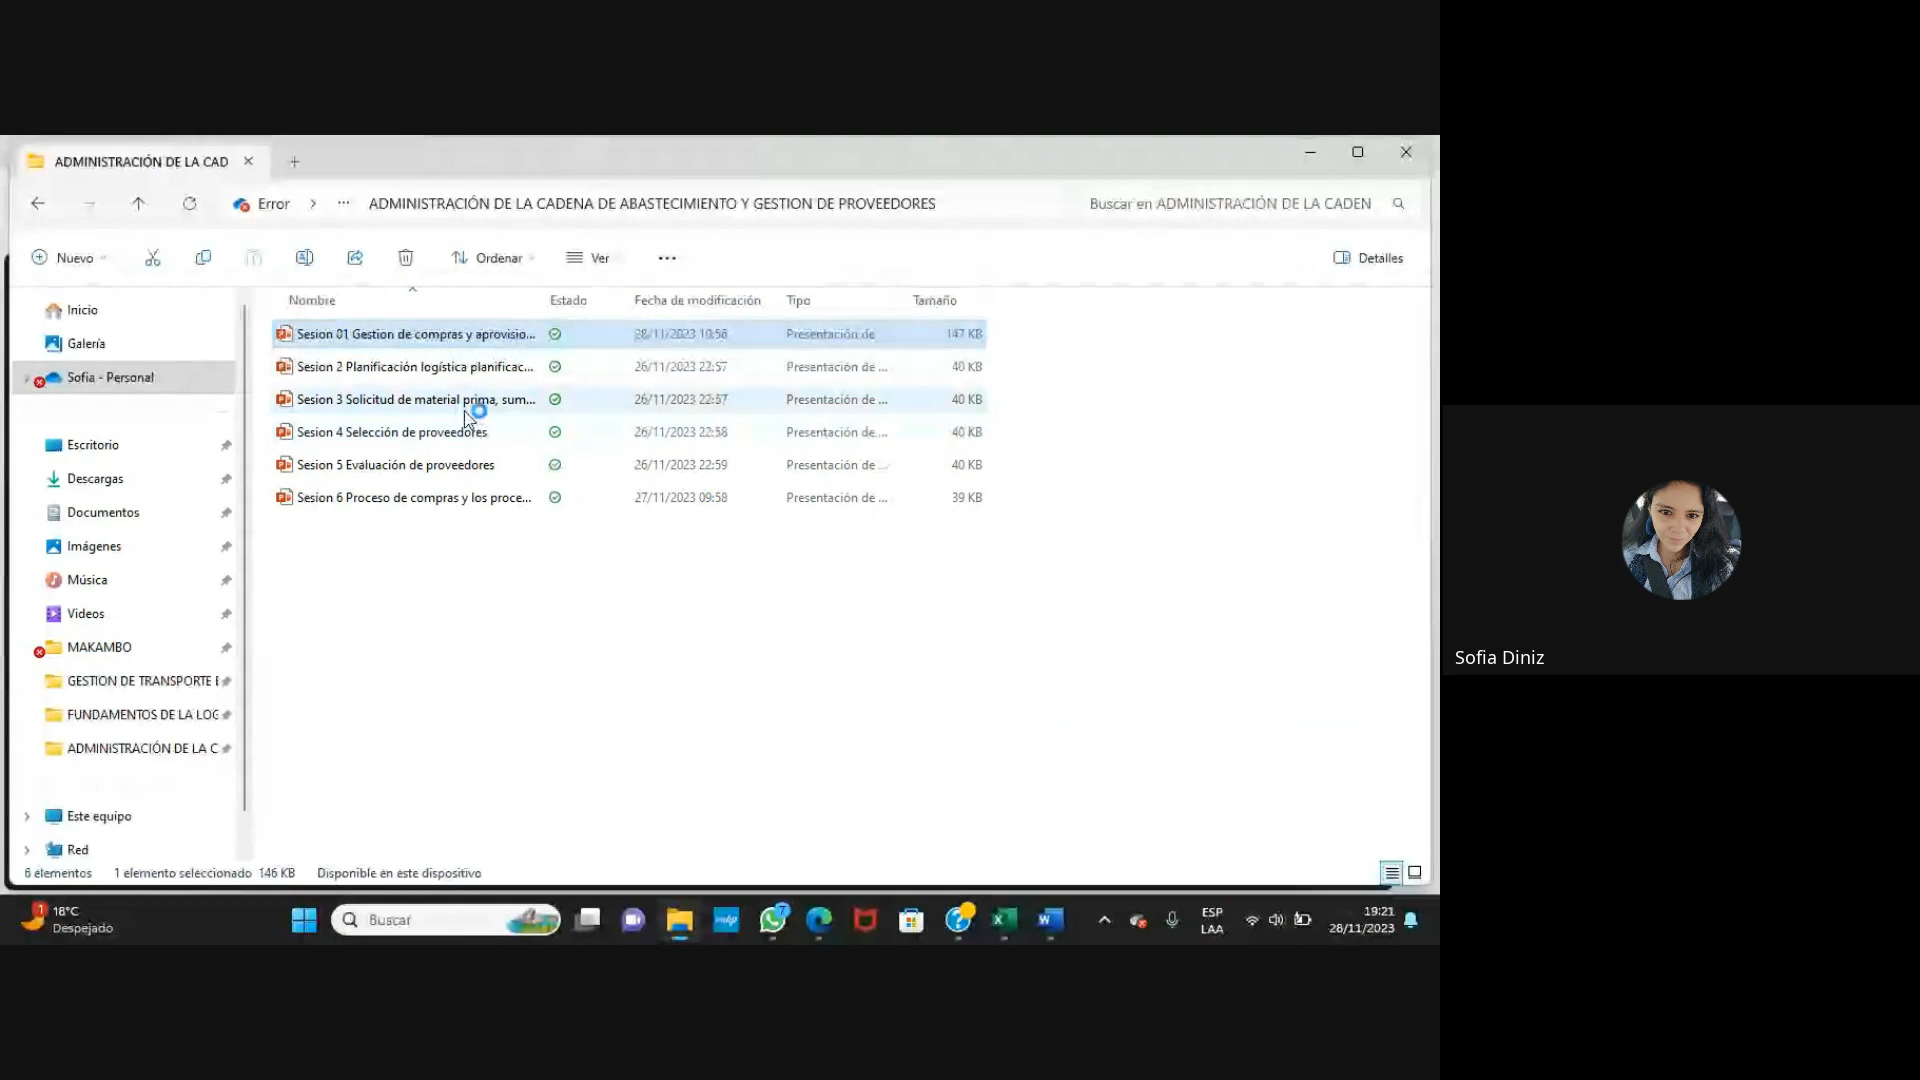 ADMINISTRACIÓN DE LA CAD
Error
ADMINISTRACIÓN DE LA CADENA DE ABASTECIMIENTO Y GESTION DE PROVEEDORES
Buscar en ADMINISTRACIÓN DE LA CADEN
Nuevo
Ordenar
Ver
Detalles
Nombre Estado Fecha de modificación Tipo Tamaño
Sesion 01 Gestion de compras y aprovisio... 28/11/2023 10:56 Presentación de 147 KB
Sesion 2 Planificación logística planificac... 26/11/2023 22:57 Presentación de ... 40 KB
Sesion 3 Solicitud de material prima, sum... 26/11/2023 22:57 Presentación de ... 40 KB
Sesion 4 Selección de proveedores 26/11/2023 22:58 Presentación de ... 40 KB
Sesion 5 Evaluación de proveedores 26/11/2023 22:59 Presentación de ... 40 KB
Sesion 6 Proceso de compras y los proce... 27/11/2023 09:58 Presentación de ... 39 KB
Inicio
Galería
Sofia - Personal
Escritorio
Descargas
Documentos
Imágenes
Música
Videos
MAKAMBO
GESTION DE TRANSPORTE
FUNDAMENTOS DE LA LOG
ADMINISTRACIÓN DE LA C
Este equipo
Red
6 elementos 1 elemento seleccionado 146 KB Disponible en este dispositivo
1
18°C
Despejado
Buscar
ESP
LAA
19:21
28/11/2023
Sofia Diniz